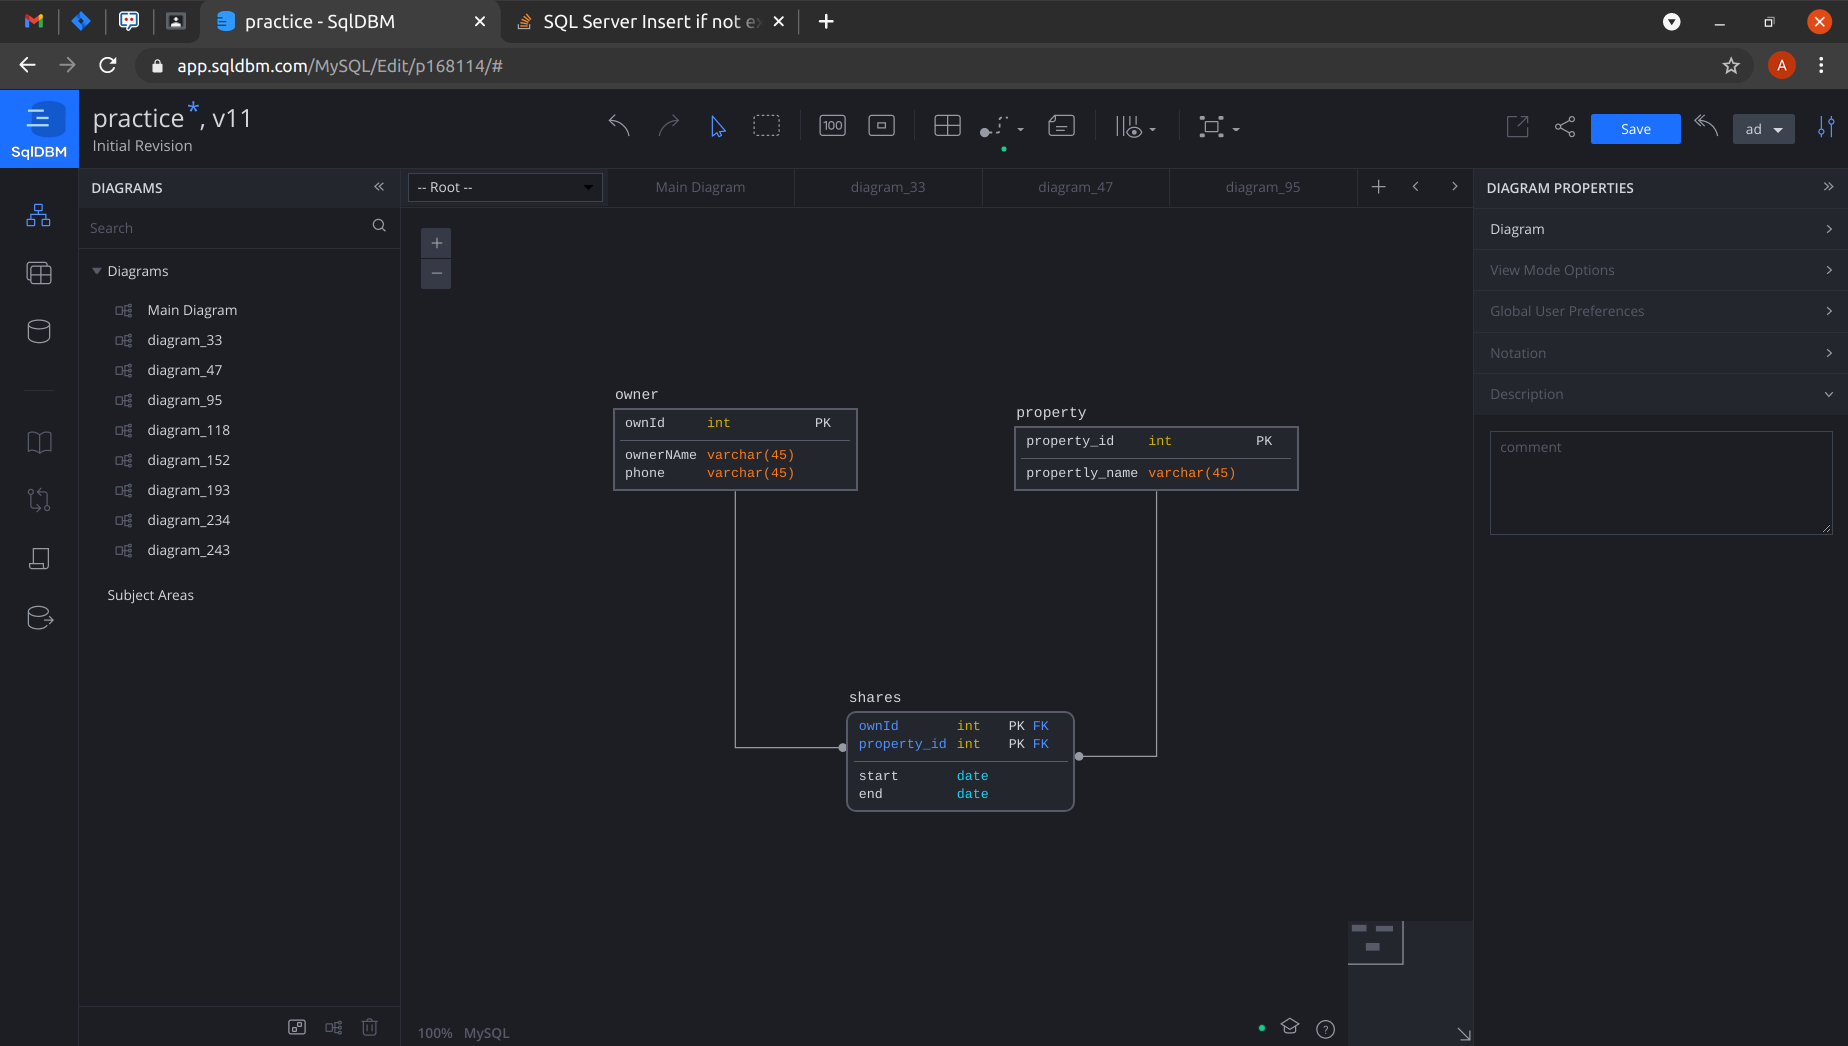 practice - SqlDBM
SQL Server Insert if not ex
app.sqldbm.com/MySQL/Edit/p168114/#
A
SqlDBM
practice*, v11
Initial Revision
100
Save
ad
DIAGRAMS
-- Root --
Main Diagram
diagram_33
diagram_47
diagram_95
DIAGRAM PROPERTIES
Search
Diagrams
Main Diagram
diagram_33
diagram_47
diagram_95
diagram_118
diagram_152
diagram_193
diagram_234
diagram_243
Subject Areas
owner
ownId int PK
ownerNAme varchar(45)
phone varchar(45)
property
property_id int PK
propertly_name varchar(45)
shares
ownId int PK FK
property_id int PK FK
start date
end date
Diagram
View Mode Options
Global User Preferences
Notation
Description
comment
100% MySQL